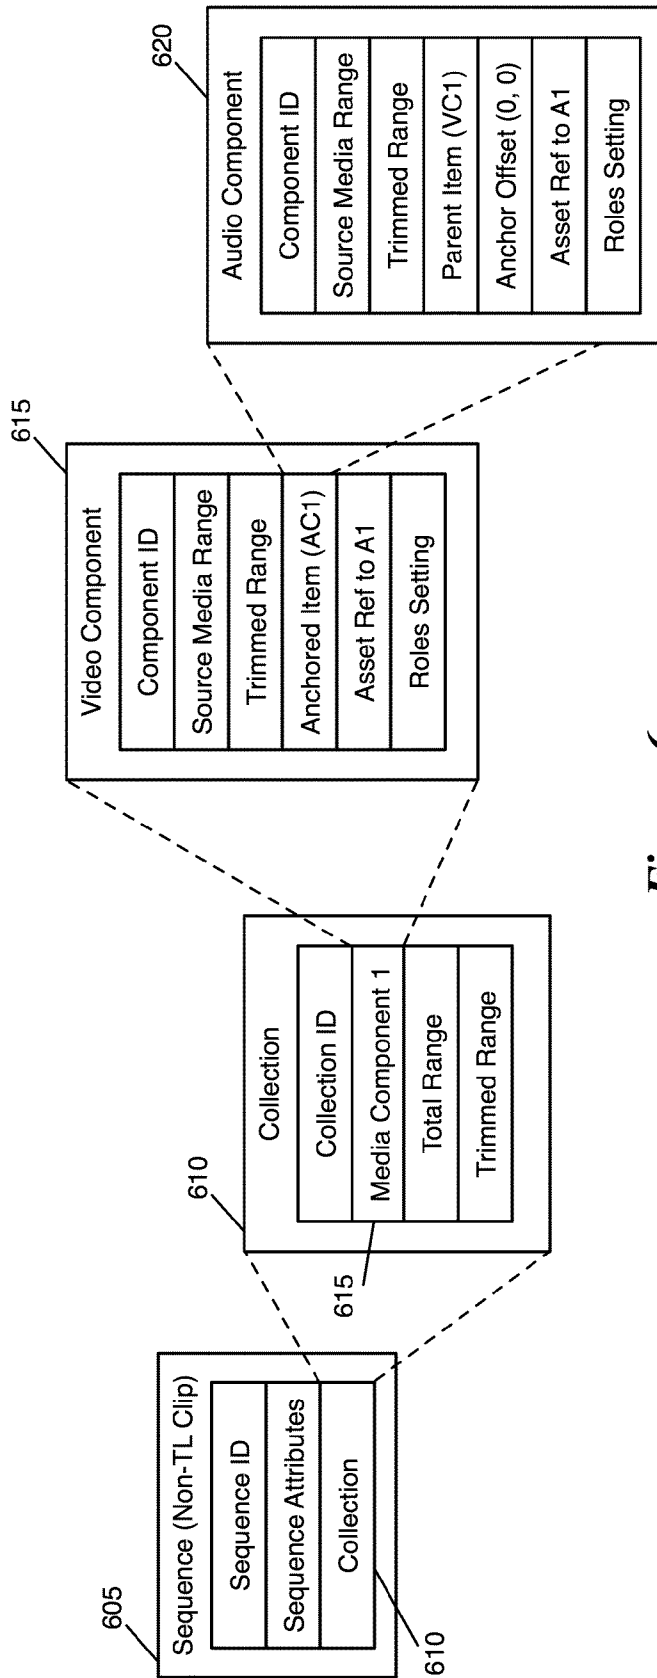 605
Sequence (Non-TL Clip)
Sequence ID
Sequence Attributes
Collection
610
610
Collection
Collection ID
Media Component 1
Total Range
Trimmed Range
615
615
Video Component
Component ID
Source Media Range
Trimmed Range
Anchored Item (AC1)
Asset Ref to A1
Roles Setting
620
Audio Component
Component ID
Source Media Range
Trimmed Range
Parent Item (VC1)
Anchor Offset (0, 0)
Asset Ref to A1
Roles Setting